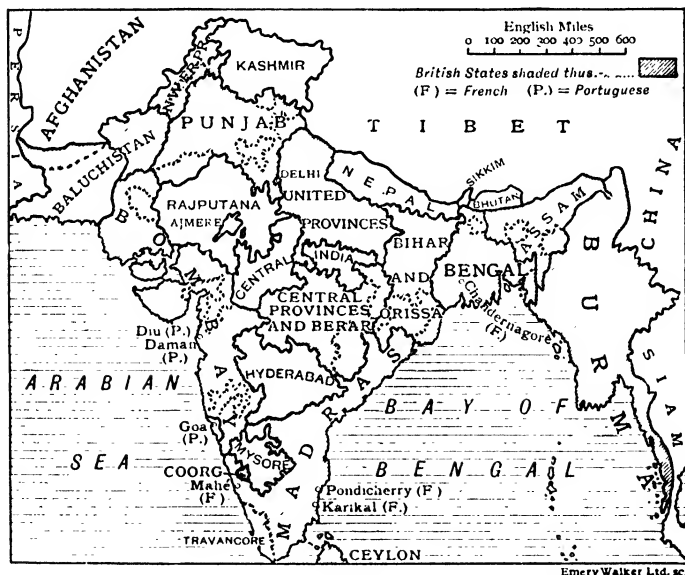 English Miles
0 100 200 300 400 500 600
British States shaded thus.
(F) = French (P.) = Portuguese
PERSIA
AFGHANISTAN
N.W.FR.PR.
KASHMIR
PUNJAB
TIBET
CHINA
BALUCHISTAN
DELHI
NEPAL
SIKKIM
BHUTAN
ASSAM
RAJPUTANA
AJMERE
UNITED
PROVINCES
BOMBAY
CENTRAL
INDIA
BIHAR
AND
ORISSA
BENGAL
Chandernagore
(F.)
BURMA
SIAM
CENTRAL
PROVINCES
AND BERAR
Diu (P.)
Daman
(P.)
HYDERABAD
ARABIAN
SEA
BAY OF
BENGAL
Goa
(P.)
MYSORE
MADRAS
COORG
Mahé
(F)
Pondicherry (F)
Karikal (F.)
TRAVANCORE
CEYLON
Emery Walker Ltd. sc.